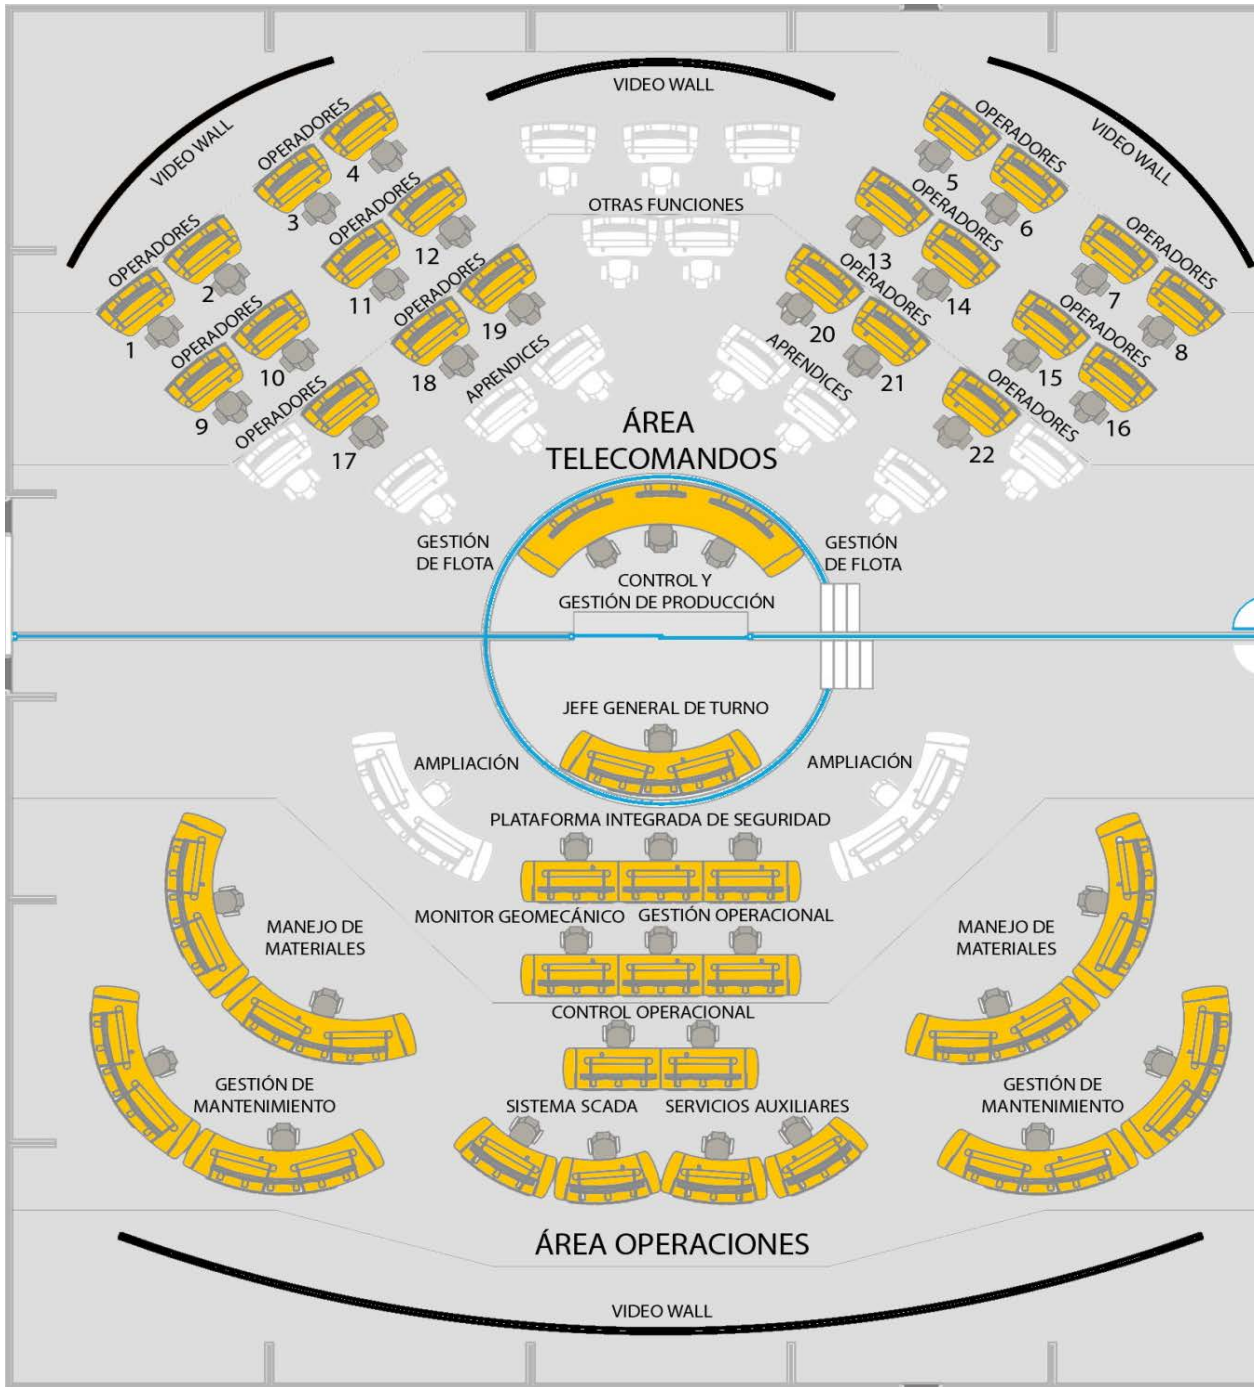 VIDEO WALL
VIDEO WALL
VIDEO WALL
OPERADORES
4
3
OPERADORES
2
1
OPERADORES
12
11
OPERADORES
10
9
OPERADORES
19
18
OPERADORES
17
APRENDICES
OTRAS FUNCIONES
OPERADORES
5
6
OPERADORES
7
8
OPERADORES
13
14
OPERADORES
15
16
OPERADORES
20
21
OPERADORES
22
APRENDICES
ÁREA
TELECOMANDOS
GESTIÓN
DE FLOTA
GESTIÓN
DE FLOTA
CONTROL Y
GESTIÓN DE PRODUCCIÓN
JEFE GENERAL DE TURNO
AMPLIACIÓN
AMPLIACIÓN
PLATAFORMA INTEGRADA DE SEGURIDAD
MONITOR GEOMECÁNICO
GESTIÓN OPERACIONAL
MANEJO DE
MATERIALES
MANEJO DE
MATERIALES
CONTROL OPERACIONAL
GESTIÓN DE
MANTENIMIENTO
SISTEMA SCADA
SERVICIOS AUXILIARES
GESTIÓN DE
MANTENIMIENTO
ÁREA OPERACIONES
VIDEO WALL